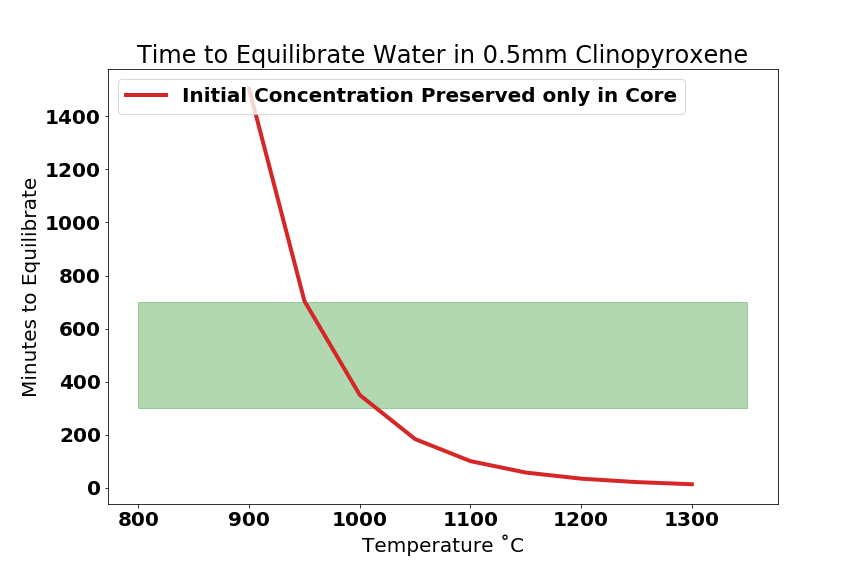 Time to Equilibrate Water in 0.5mm Clinopyroxene
Initial Concentration Preserved only in Core
Minutes to Equilibrate
1400
1200
1000
800
600
400
200
0
800 900 1000 1100 1200 1300
Temperature ˚C